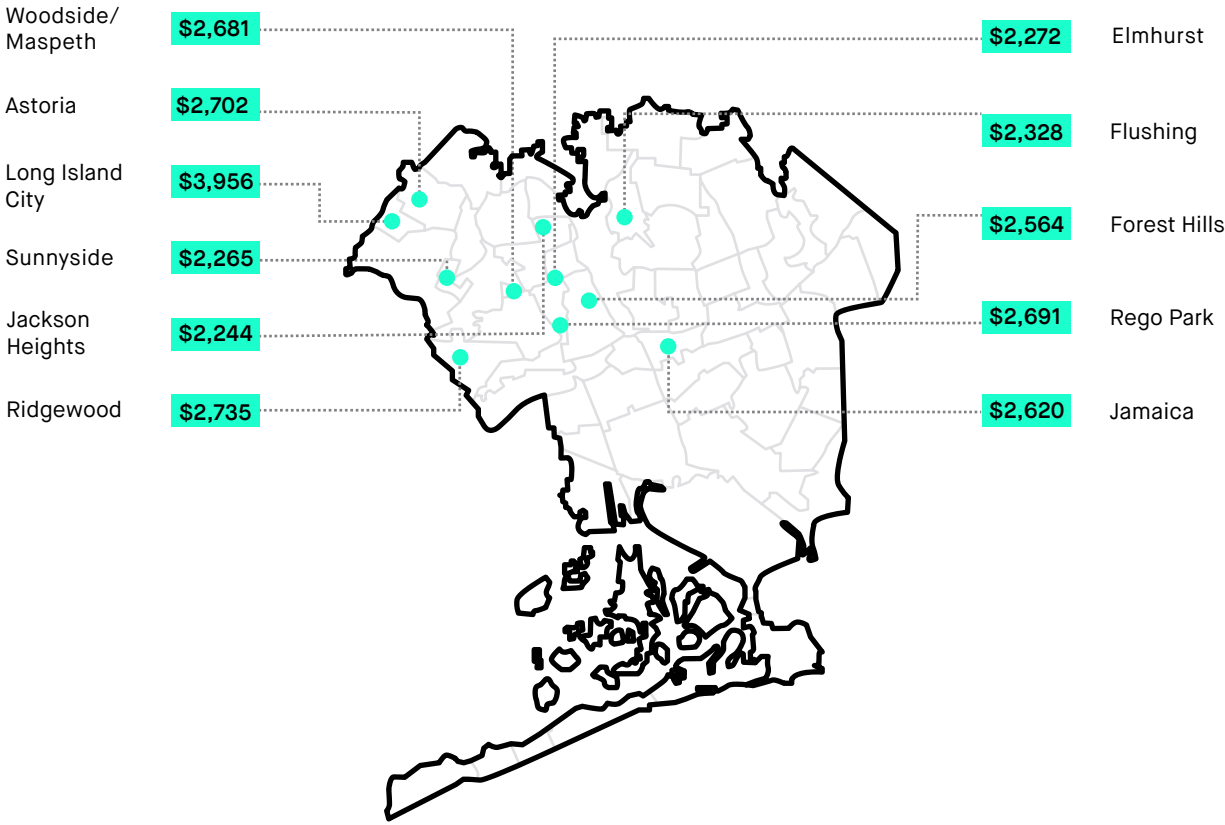 Woodside/
Maspeth
$2,681
Astoria
$2,702
Long Island
City
$3,956
Sunnyside
$2,265
Jackson
Heights
$2,244
Ridgewood
$2,735
$2,272
Elmhurst
$2,328
Flushing
$2,564
Forest Hills
$2,691
Rego Park
$2,620
Jamaica